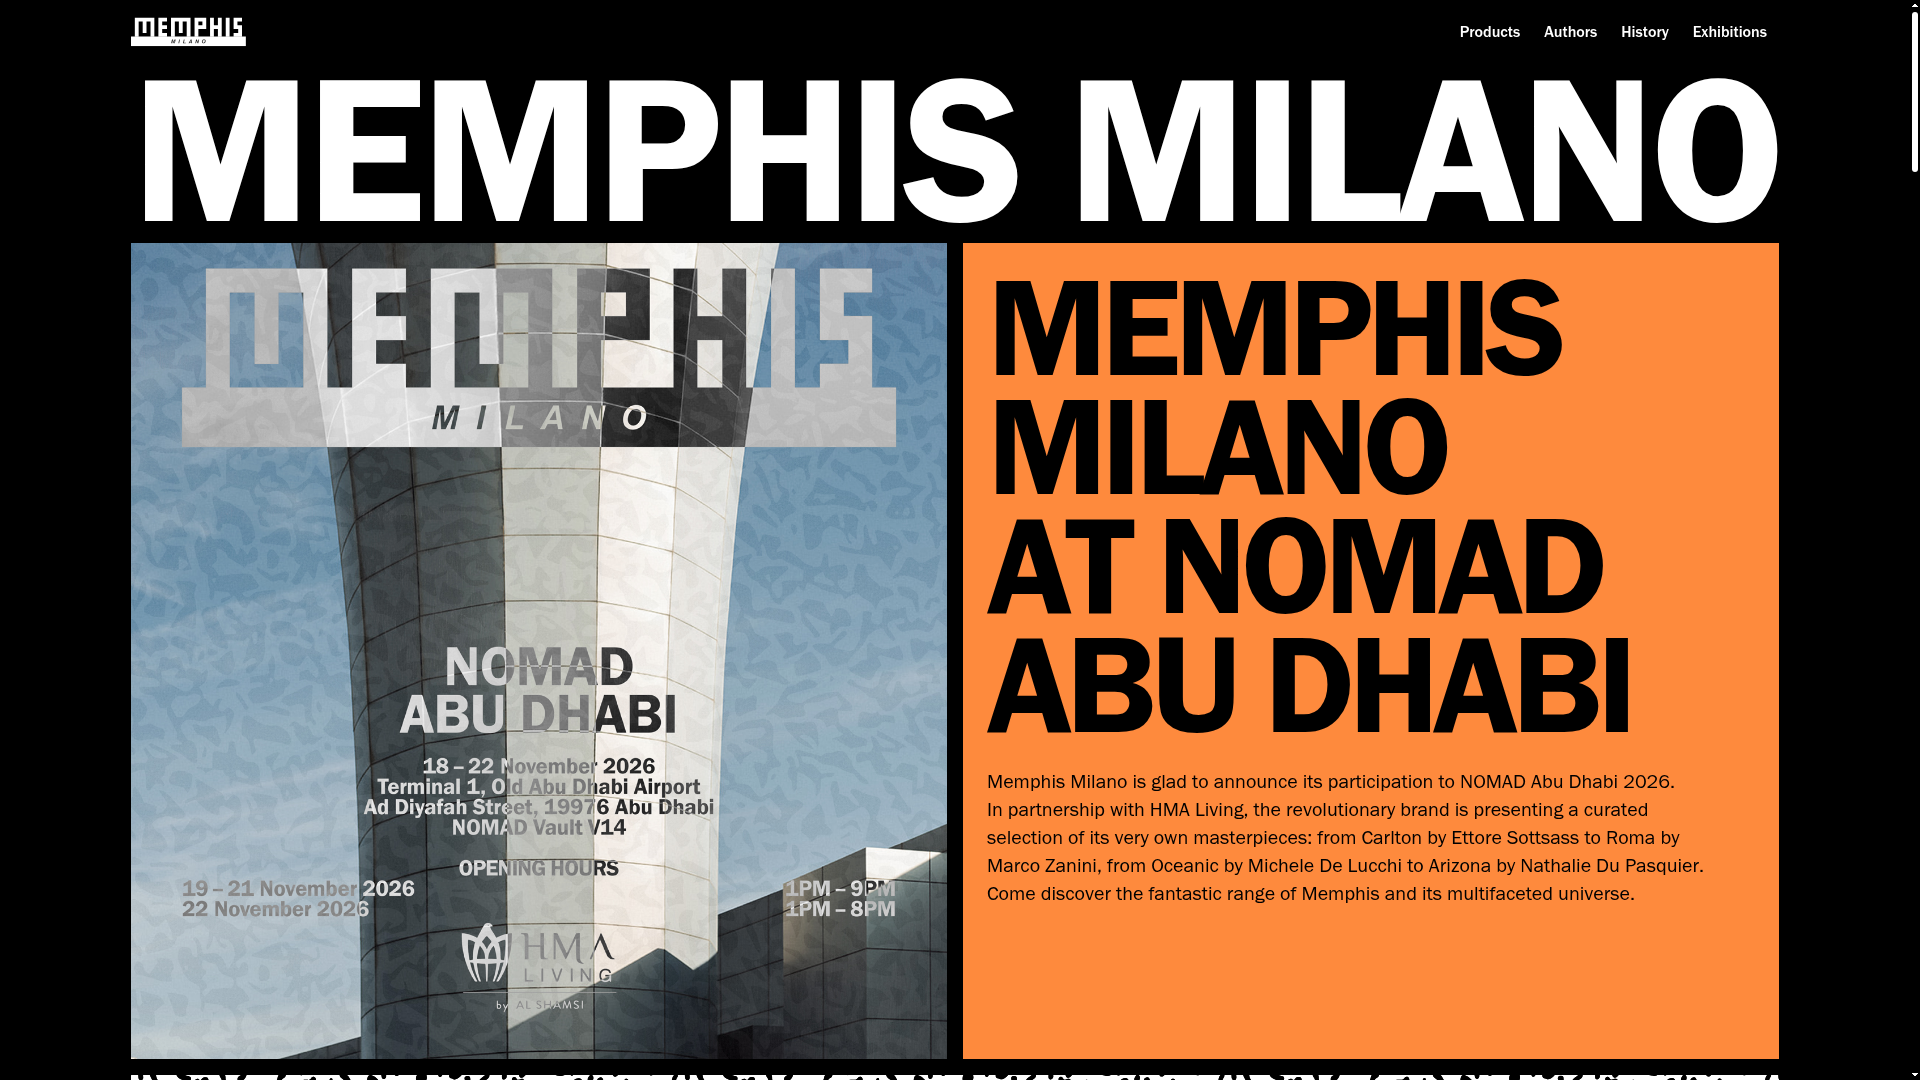 MEMPHIS
MILANO
Products Authors History Exhibitions
MEMPHIS MILANO
MEMPHIS
MILANO
NOMAD
ABU DHABI
18 – 22 November 2026
Terminal 1, Old Abu Dhabi Airport
Ad Diyafah Street, 19976 Abu Dhabi
NOMAD Vault V14
OPENING HOURS
19 – 21 November 2026 1PM – 9PM
22 November 2026 1PM – 8PM
HMA
LIVING
by AL SHAMSI
MEMPHIS
MILANO
AT NOMAD
ABU DHABI
Memphis Milano is glad to announce its participation to NOMAD Abu Dhabi 2026.
In partnership with HMA Living, the revolutionary brand is presenting a curated
selection of its very own masterpieces: from Carlton by Ettore Sottsass to Roma by
Marco Zanini, from Oceanic by Michele De Lucchi to Arizona by Nathalie Du Pasquier.
Come discover the fantastic range of Memphis and its multifaceted universe.